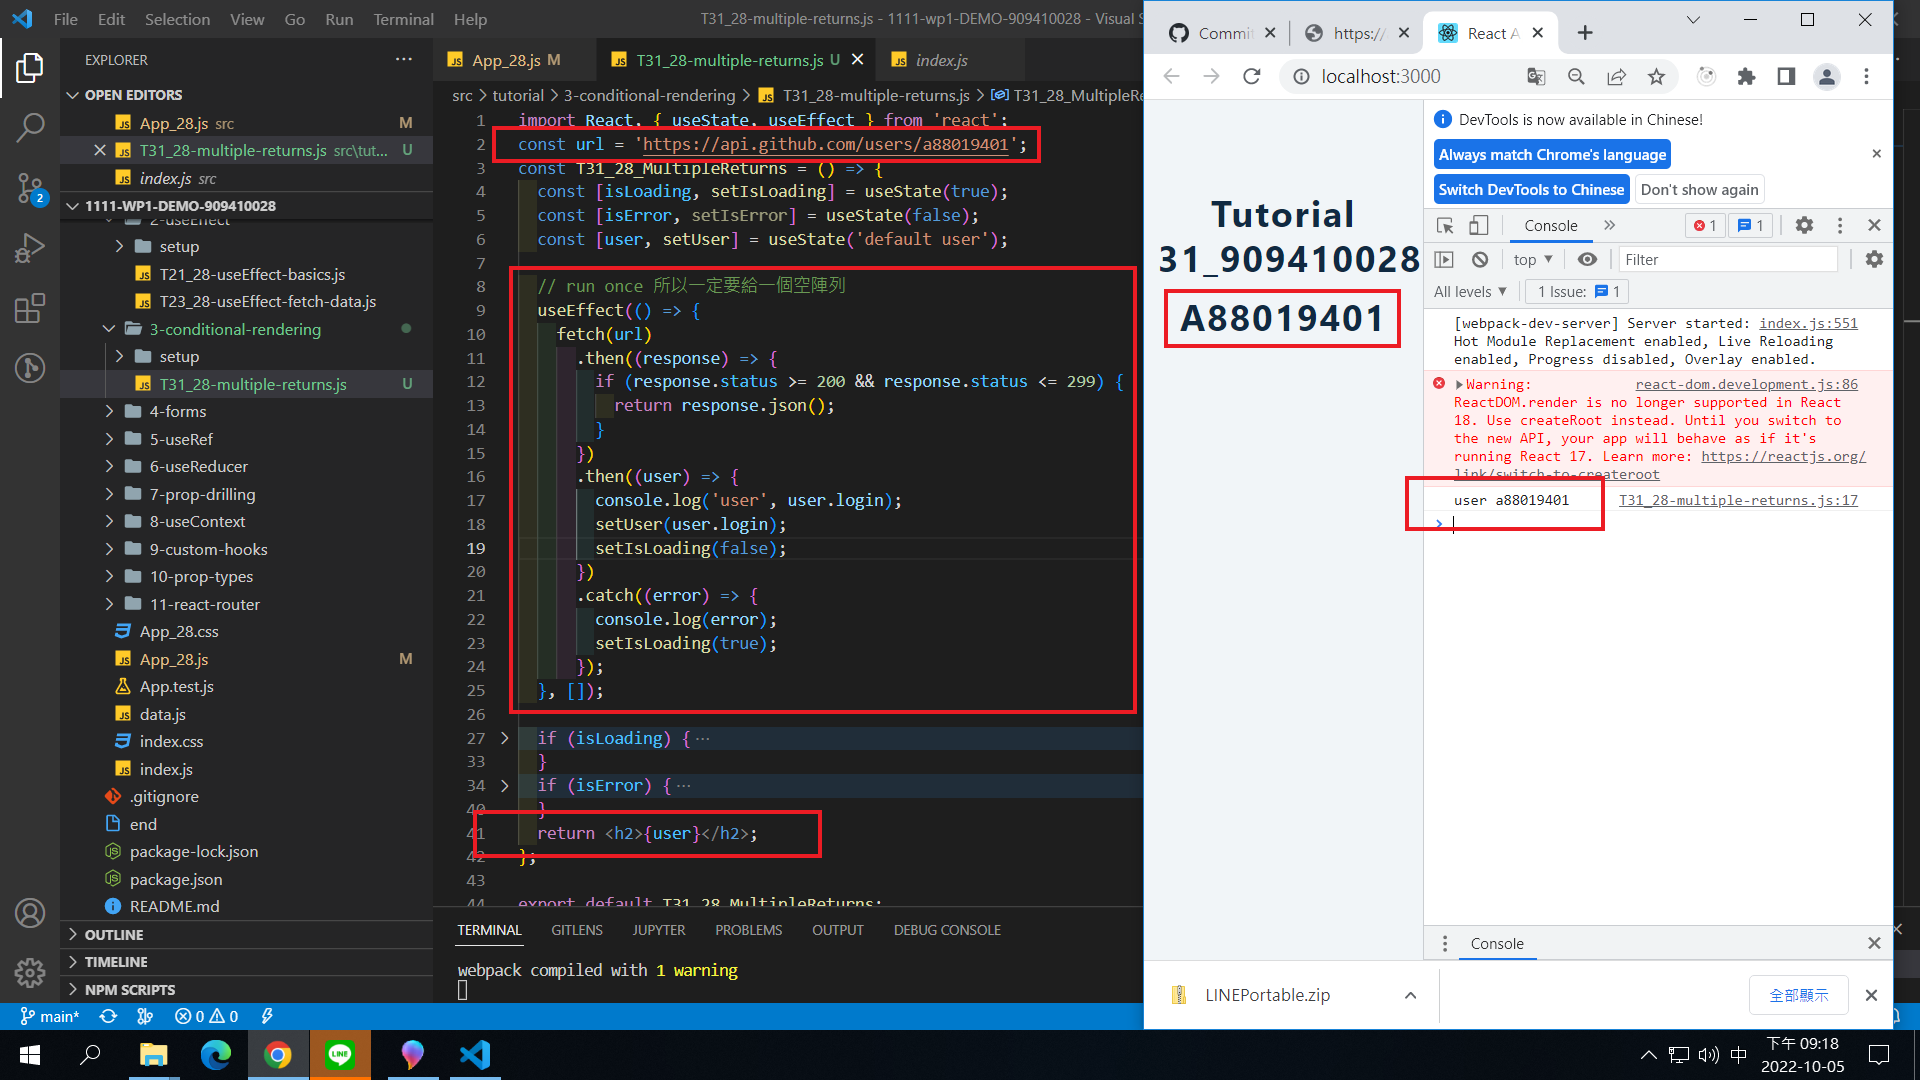 File Edit Selection View Go Run Terminal Help
T31_28-multiple-returns.js - 1111-wp1-DEMO-909410028 - Visual S
EXPLORER
OPEN EDITORS
App_28.js src M
T31_28-multiple-returns.js src\tut... U
index.js src
1111-WP1-DEMO-909410028
2-useEffect
setup
T21_28-useEffect-basics.js
T23_28-useEffect-fetch-data.js
3-conditional-rendering
setup
T31_28-multiple-returns.js U
4-forms
5-useRef
6-useReducer
7-prop-drilling
8-useContext
9-custom-hooks
10-prop-types
11-react-router
App_28.css
App_28.js M
App.test.js
data.js
index.css
index.js
.gitignore
end
package-lock.json
package.json
README.md
OUTLINE
TIMELINE
NPM SCRIPTS
2
App_28.js M
T31_28-multiple-returns.js U
index.js
src > tutorial > 3-conditional-rendering > T31_28-multiple-returns.js > T31_28_MultipleRe
1 import React, { useState, useEffect } from 'react';
2 const url = 'https://api.github.com/users/a88019401';
3 const T31_28_MultipleReturns = () => {
4 const [isLoading, setIsLoading] = useState(true);
5 const [isError, setIsError] = useState(false);
6 const [user, setUser] = useState('default user');
7
8 // run once 所以一定要給一個空陣列
9 useEffect(() => {
10 fetch(url)
11 .then((response) => {
12 if (response.status >= 200 && response.status <= 299) {
13 return response.json();
14 }
15 })
16 .then((user) => {
17 console.log('user', user.login);
18 setUser(user.login);
19 setIsLoading(false);
20 })
21 .catch((error) => {
22 console.log(error);
23 setIsLoading(true);
24 });
25 }, []);
26
27 if (isLoading) { ...
33 }
34 if (isError) { ...
40 }
41 return <h2>{user}</h2>;
42 };
43
44 export default T31_28_MultipleReturns;
TERMINAL GITLENS JUPYTER PROBLEMS OUTPUT DEBUG CONSOLE
webpack compiled with 1 warning
main* 0 0
Commi
https:/
React A
localhost:3000
Tutorial
31_909410028
A88019401
DevTools is now available in Chinese!
Always match Chrome's language
Switch DevTools to Chinese
Don't show again
Console
1
1
top
Filter
All levels
1 Issue: 1
[webpack-dev-server] Server started: index.js:551
Hot Module Replacement enabled, Live Reloading
enabled, Progress disabled, Overlay enabled.
Warning: react-dom.development.js:86
ReactDOM.render is no longer supported in React
18. Use createRoot instead. Until you switch to
the new API, your app will behave as if it's
running React 17. Learn more: https://reactjs.org/
link/switch-to-createroot
user a88019401 T31_28-multiple-returns.js:17
Console
LINEPortable.zip
全部顯示
LINE
中
下午 09:18
2022-10-05